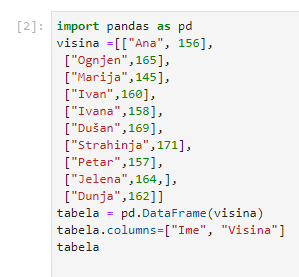 [2]: import pandas as pd
visina =[["Ana", 156],
["Ognjen",165],
["Marija",145],
["Ivan",160],
["Ivana",158],
["Dušan",169],
["Strahinja",171],
["Petar",157],
["Jelena",164,],
["Dunja",162]]
tabela = pd.DataFrame(visina)
tabela.columns=["Ime", "Visina"]
tabela